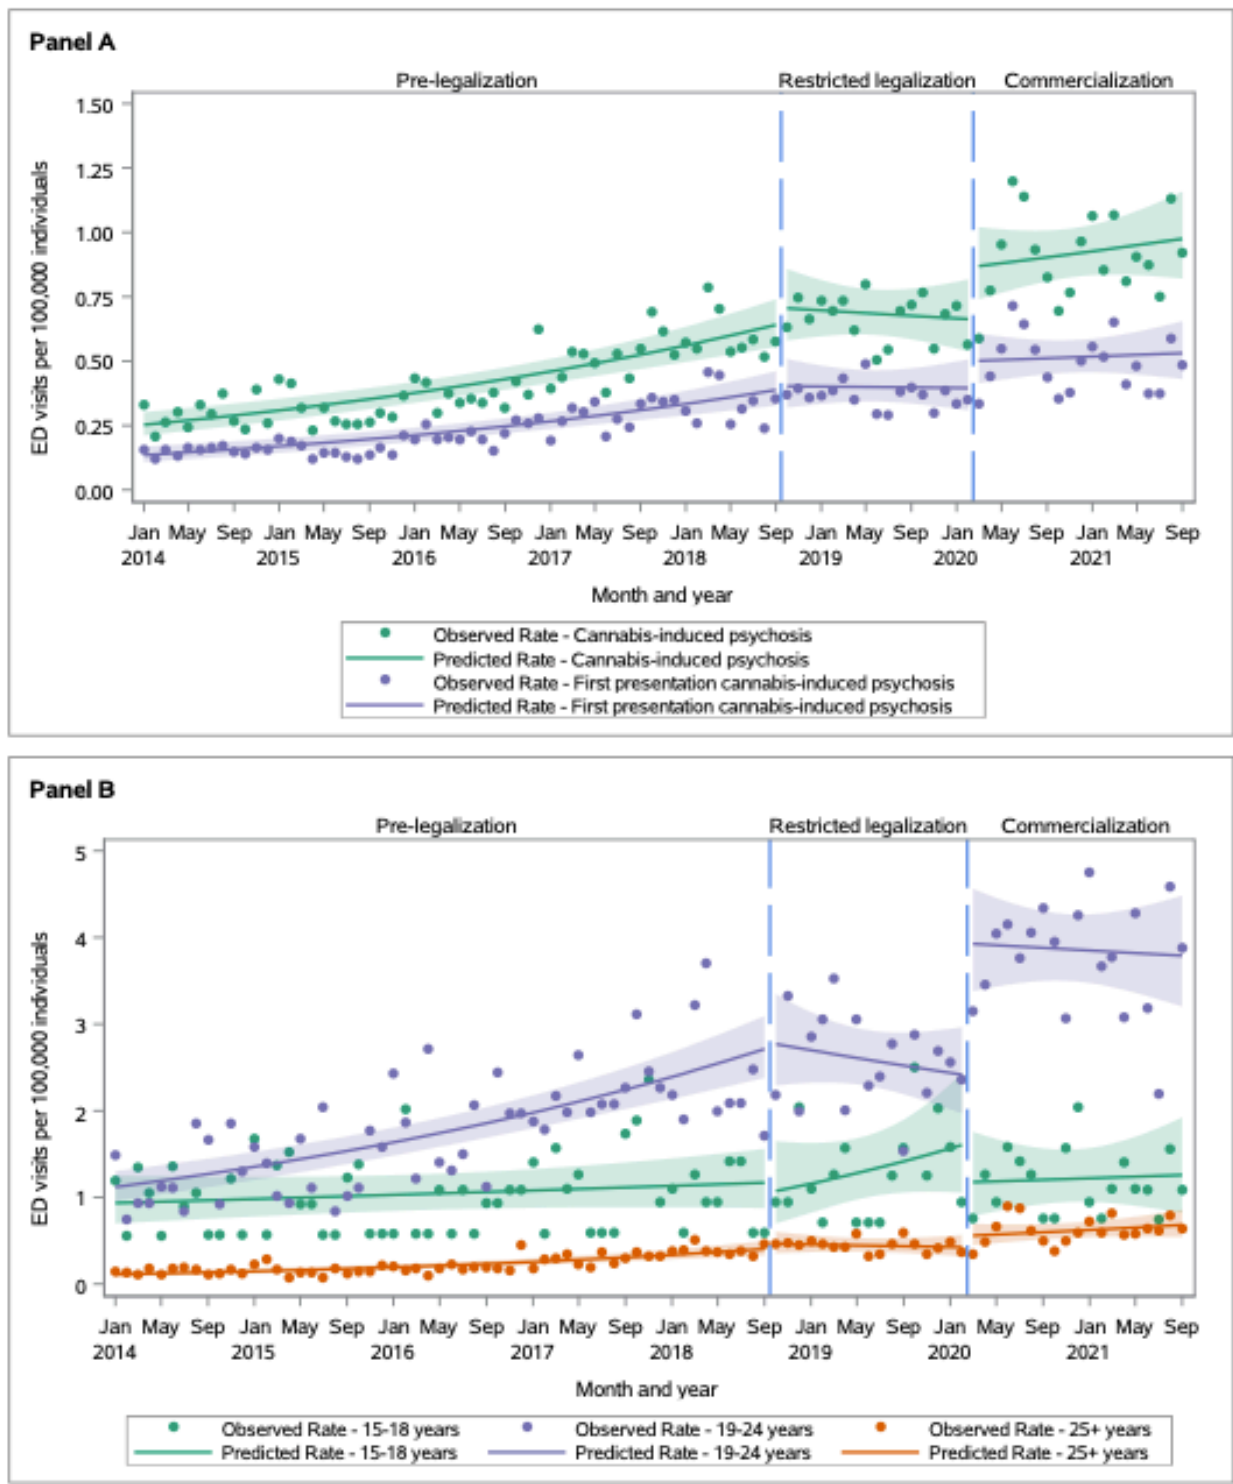 Panel A
Pre-legalization Restricted legalization Commercialization
1.50
1.25
1.00
0.75
0.50
0.25
0.00
ED visits per 100,000 individuals
Jan May Sep Jan May Sep Jan May Sep Jan May Sep Jan May Sep Jan May Sep Jan May Sep Jan May Sep
2014 2015 2016 2017 2018 2019 2020 2021
Month and year
Observed Rate - Cannabis-induced psychosis
Predicted Rate - Cannabis-induced psychosis
Observed Rate - First presentation cannabis-induced psychosis
Predicted Rate - First presentation cannabis-induced psychosis
Panel B
Pre-legalization Restricted legalization Commercialization
5
4
3
2
1
0
ED visits per 100,000 individuals
Jan May Sep Jan May Sep Jan May Sep Jan May Sep Jan May Sep Jan May Sep Jan May Sep Jan May Sep
2014 2015 2016 2017 2018 2019 2020 2021
Month and year
Observed Rate - 15-18 years Observed Rate - 19-24 years Observed Rate - 25+ years
Predicted Rate - 15-18 years Predicted Rate - 19-24 years Predicted Rate - 25+ years